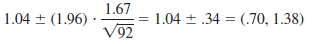 1.04 ± (1.96) · 1.67/√92 = 1.04 ± .34 = (.70, 1.38)